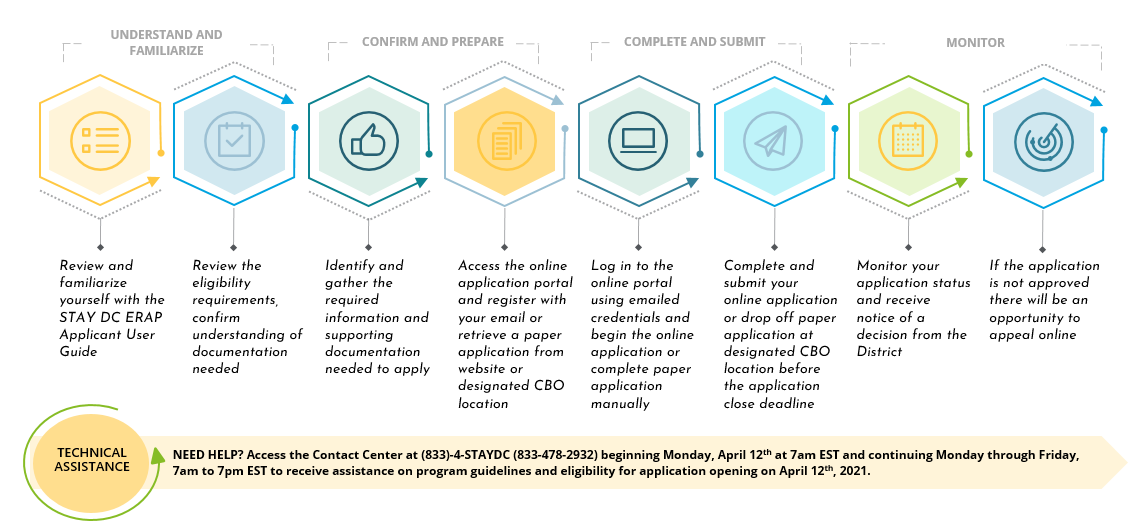 UNDERSTAND AND
FAMILIARIZE
CONFIRM AND PREPARE
COMPLETE AND SUBMIT
MONITOR
Review and
familiarize
yourself with the
STAY DC ERAP
Applicant User
Guide
Review the
eligibility
requirements,
confirm
understanding of
documentation
needed
Identify and
gather the
required
information and
supporting
documentation
needed to apply
Access the online
application portal
and register with
your email or
retrieve a paper
application from
website or
designated CBO
location
Log in to the
online portal
using emailed
credentials and
begin the online
application or
complete paper
application
manually
Complete and
submit your
online application
or drop off paper
application at
designated CBO
location before
the application
close deadline
Monitor your
application status
and receive
notice of a
decision from the
District
If the application
is not approved
there will be an
opportunity to
appeal online
TECHNICAL
ASSISTANCE
NEED HELP? Access the Contact Center at (833)-4-STAYDC (833-478-2932) beginning Monday, April 12th at 7am EST and continuing Monday through Friday,
7am to 7pm EST to receive assistance on program guidelines and eligibility for application opening on April 12th, 2021.